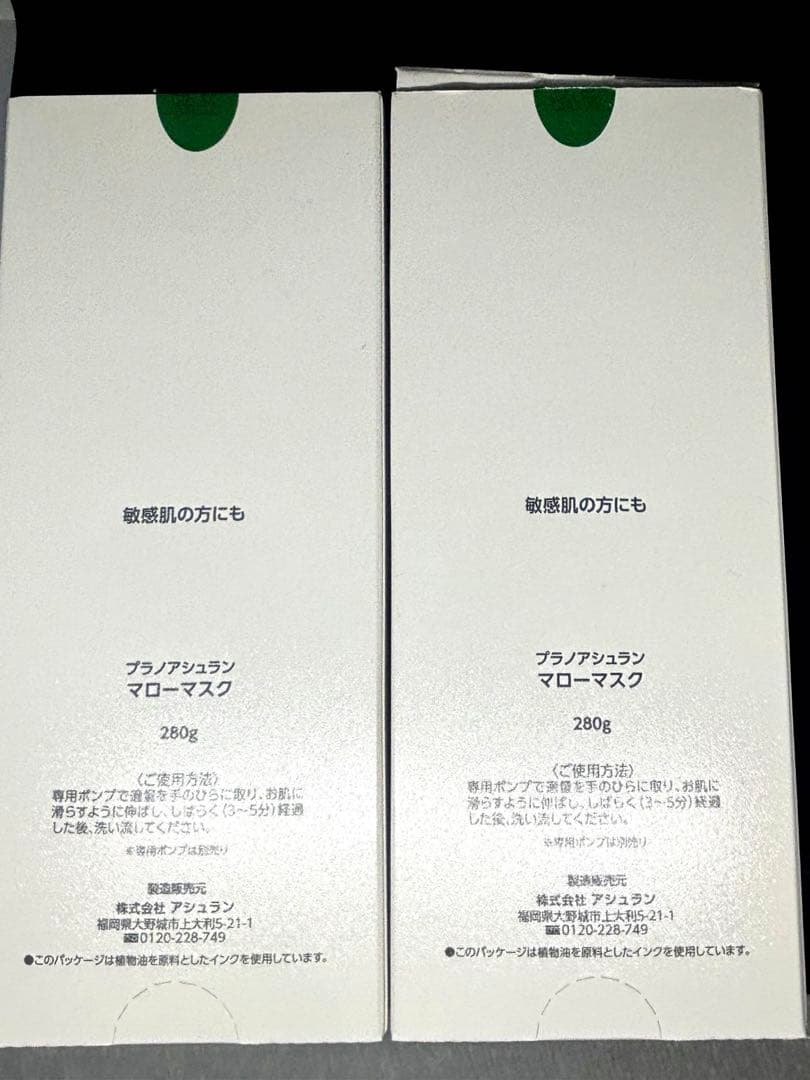 敏感肌の方にも
プラノアシュラン
マローマスク
280g
〈ご使用方法〉
専用ポンプで適量を手のひらに取り、お肌に
滑らすように伸ばし、しばらく(3〜5分)経過
した後、洗い流してください。
※専用ポンプは別売り
製造販売元
株式会社 アシュラン
福岡県大野城市上大利5-21-1
☎0120-228-749
●このパッケージは植物油を原料としたインクを使用しています。
敏感肌の方にも
プラノアシュラン
マローマスク
280g
〈ご使用方法〉
専用ポンプで適量を手のひらに取り、お肌に
滑らすように伸ばし、しばらく(3〜5分)経過
した後、洗い流してください。
※専用ポンプは別売り
製造販売元
株式会社 アシュラン
福岡県大野城市上大利5-21-1
☎0120-228-749
●このパッケージは植物油を原料としたインクを使用しています。